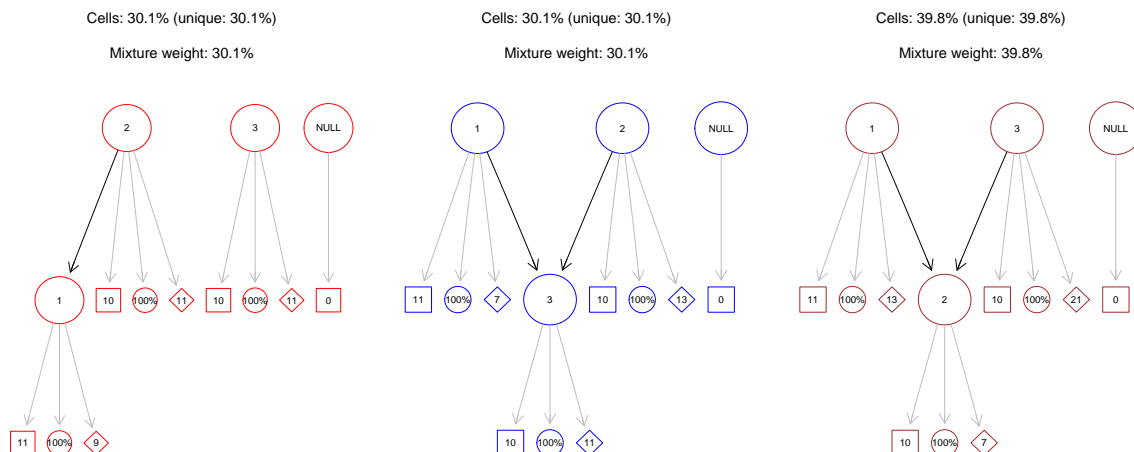 Cells: 30.1% (unique: 30.1%)
Mixture weight: 30.1%
2 3 NULL
1 10 100% 11 10 100% 11 0
11 100% 9
Cells: 30.1% (unique: 30.1%)
Mixture weight: 30.1%
1 2 NULL
11 100% 7 3 10 100% 13 0
10 100% 11
Cells: 39.8% (unique: 39.8%)
Mixture weight: 39.8%
1 3 NULL
11 100% 13 2 10 100% 21 0
10 100% 7